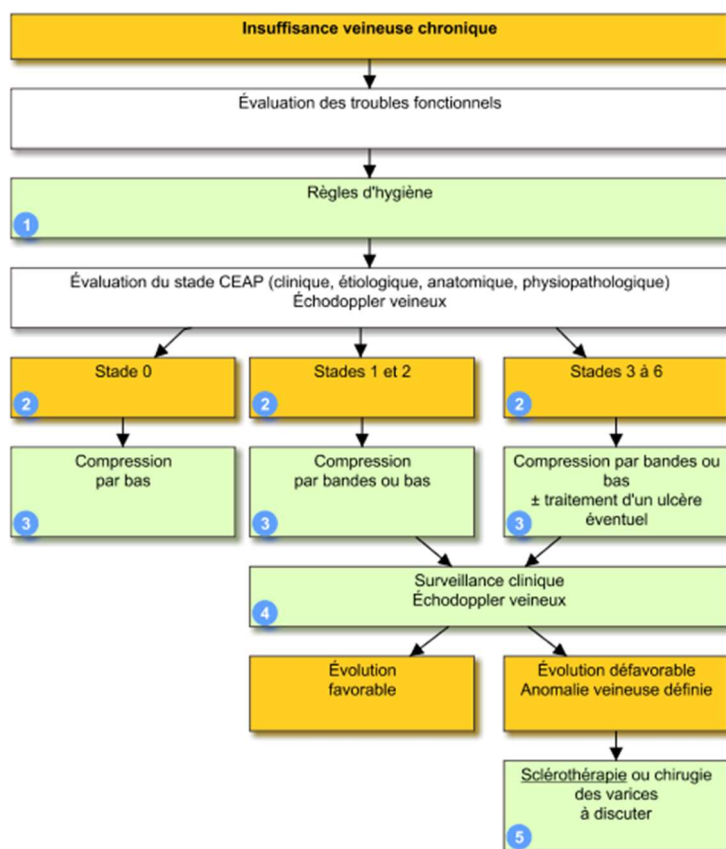 Insuffisance veineuse chronique
Évaluation des troubles fonctionnels
Règles d'hygiène
1
Évaluation du stade CEAP (clinique, étiologique, anatomique, physiopathologique)
Échodoppler veineux
Stade 0
2
Stades 1 et 2
2
Stades 3 à 6
2
Compression
par bas
3
Compression
par bandes ou bas
3
Compression par bandes ou
bas
± traitement d'un ulcère
éventuel
3
Surveillance clinique
Échodoppler veineux
4
Évolution
favorable
Évolution défavorable
Anomalie veineuse définie
Sclérothérapie ou chirugie
des varices
à discuter
5